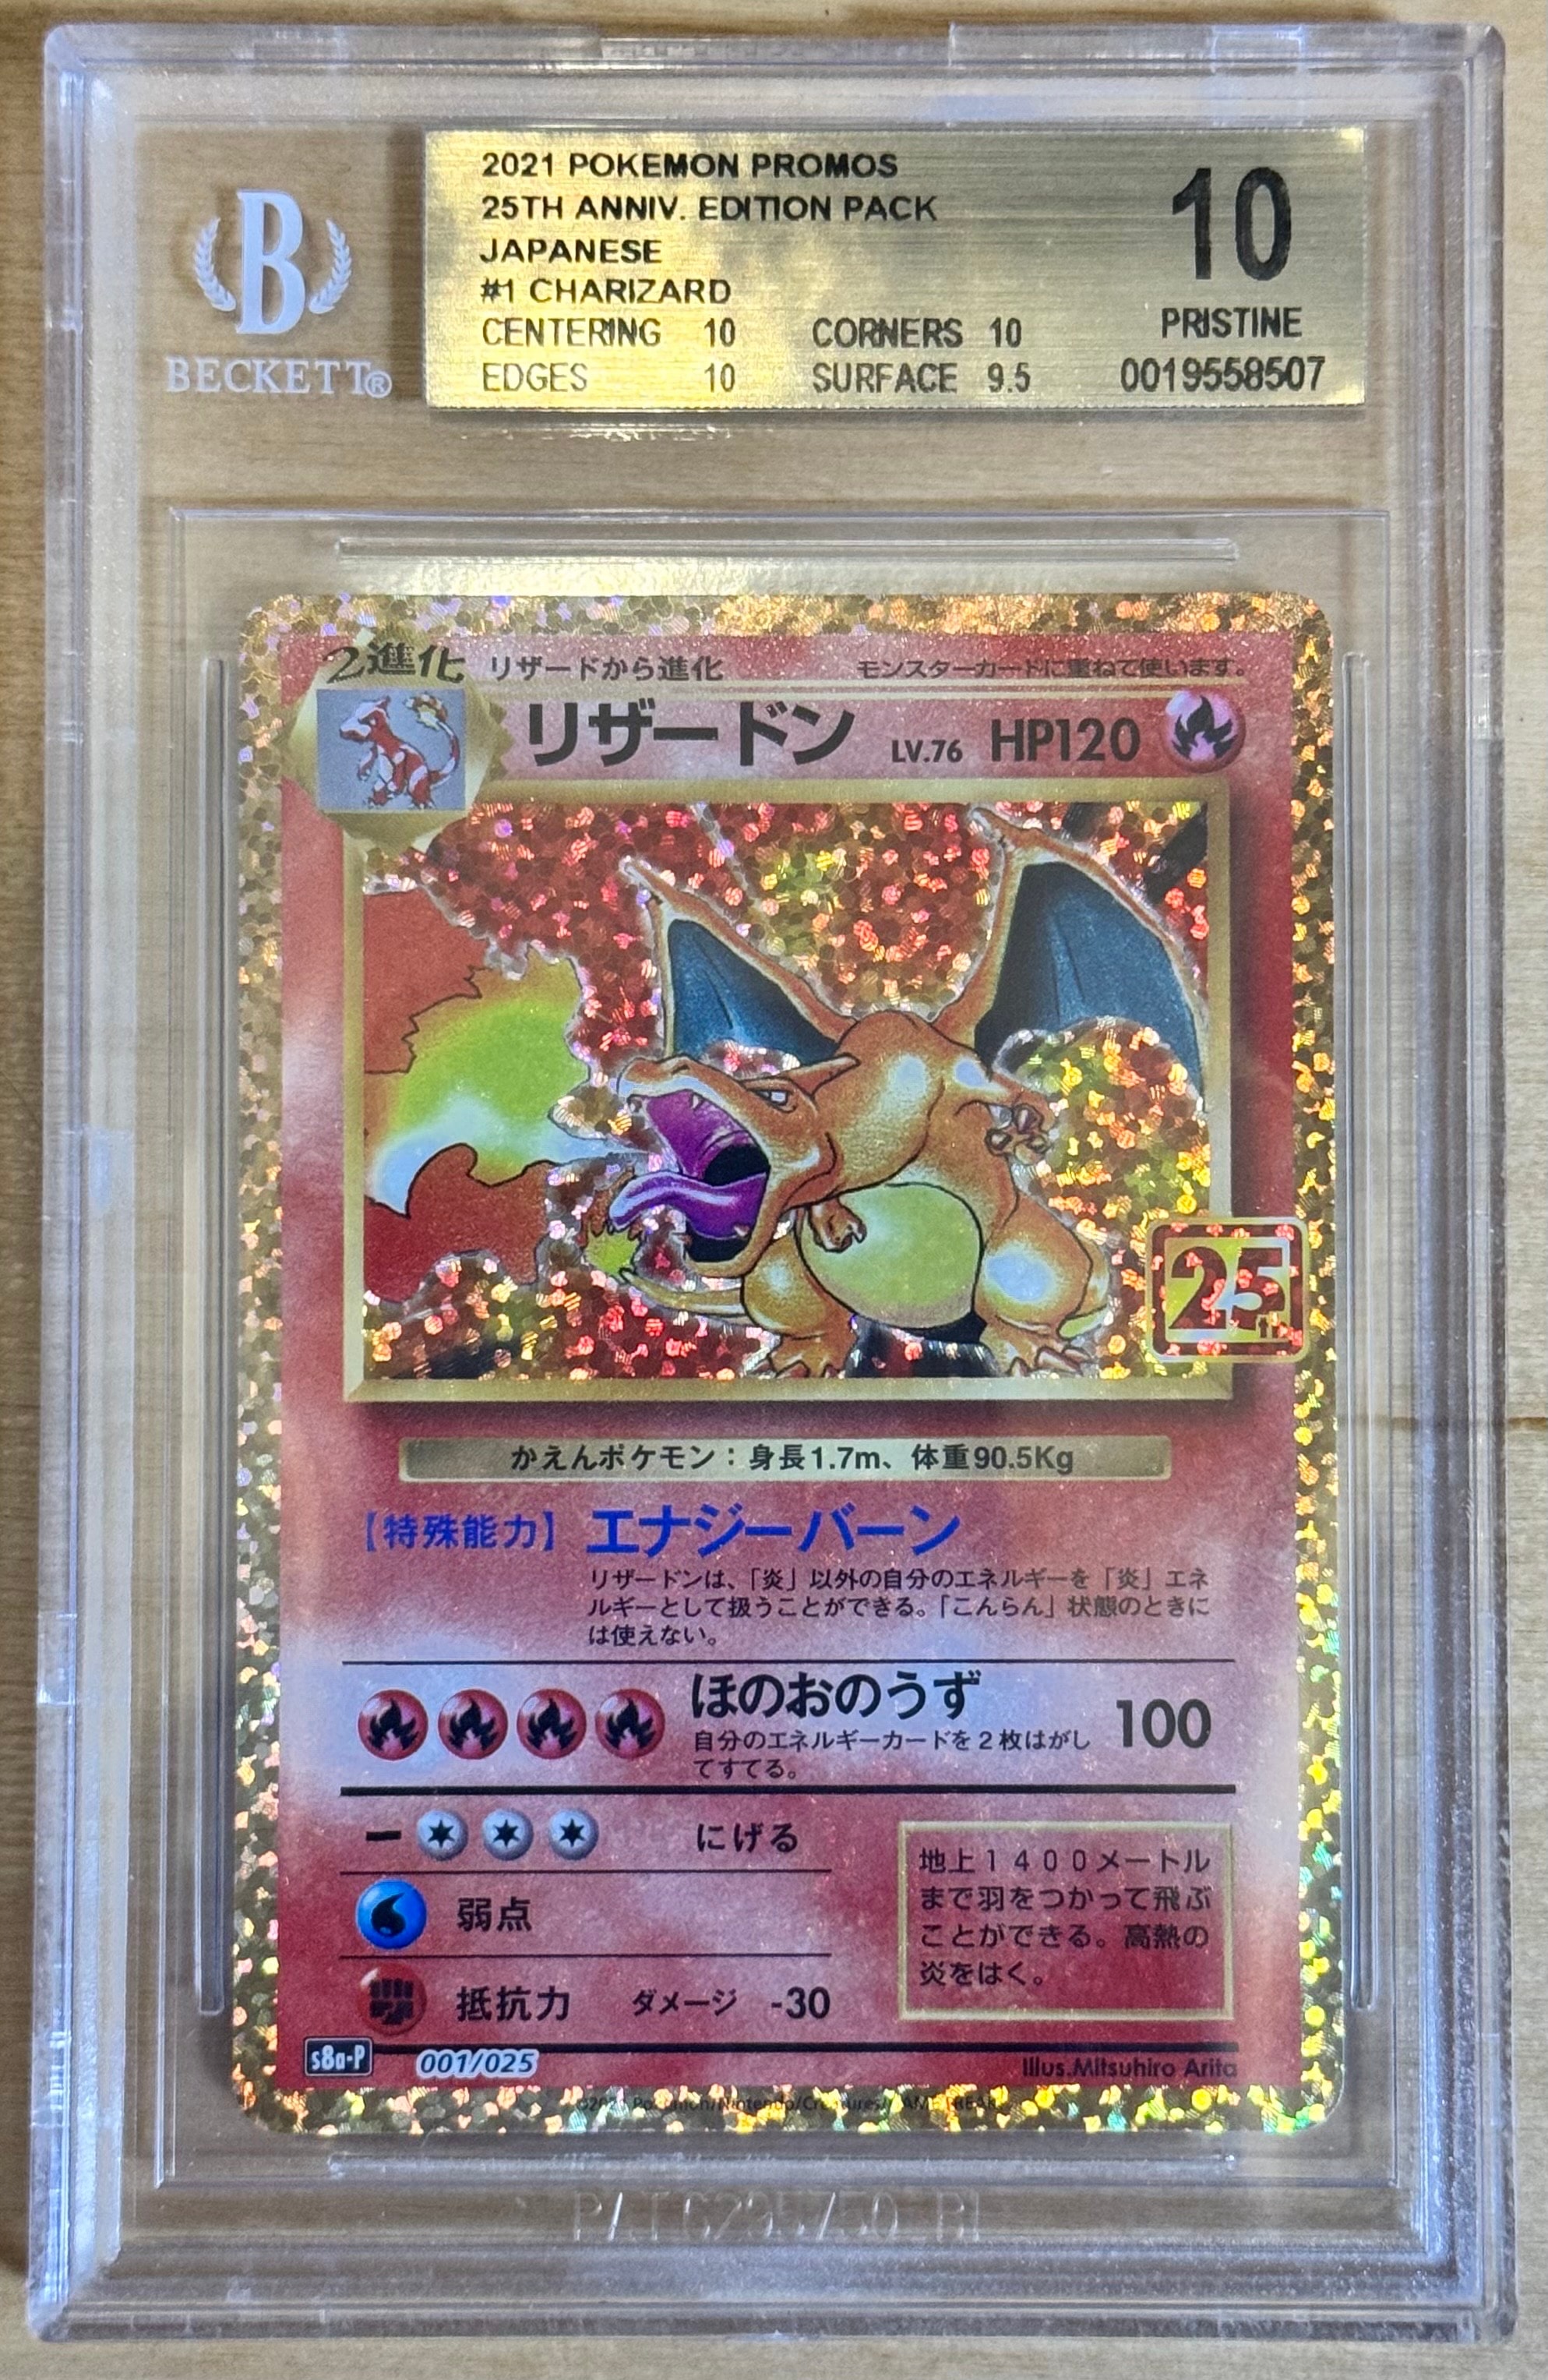 2021 POKEMON PROMOS
25TH ANNIV. EDITION PACK
JAPANESE
#1 CHARIZARD
CENTERING 10 CORNERS 10
EDGES 10 SURFACE 9.5
10
PRISTINE
0019558507
B
BECKETT®
2進化 リザードから進化 モンスターカードに重ねて使います。
リザードン LV.76 HP120
25th
かえんポケモン：身長1.7m、体重90.5Kg
【特殊能力】 エナジーバーン
リザードンは、「炎」以外の自分のエネルギーを「炎」エネ
ルギーとして扱うことができる。「こんらん」状態のときに
は使えない。
ほのおのうず 100
自分のエネルギーカードを２枚はがし
てすてる。
ー にげる
弱点
抵抗力 ダメージ -30
地上１４００メートル
まで羽をつかって飛ぶ
ことができる。高熱の
炎をはく。
s8a-P 001/025 Illus.Mitsuhiro Arita
Pokémon/Nintendo/Creatures/GAME FREAK